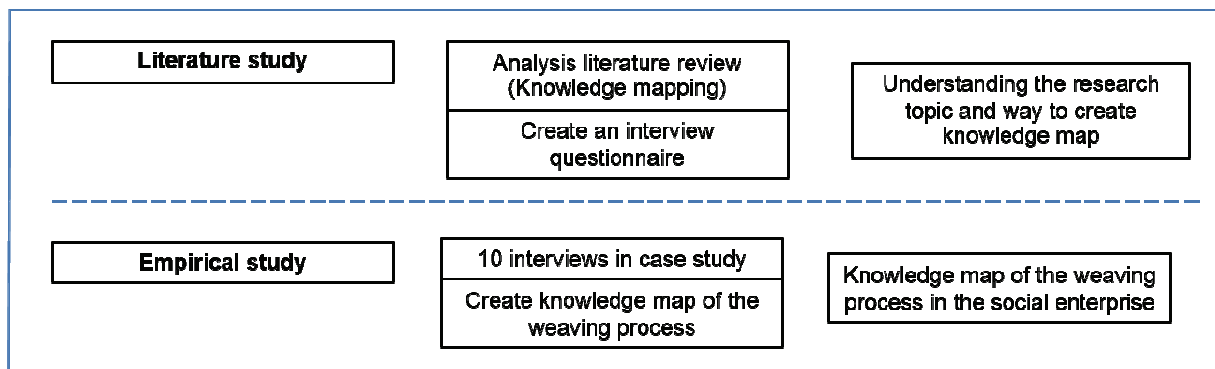 Literature study
Analysis literature review
(Knowledge mapping)
Create an interview
questionnaire
Understanding the research
topic and way to create
knowledge map
Empirical study
10 interviews in case study
Create knowledge map of the
weaving process
Knowledge map of the weaving
process in the social enterprise